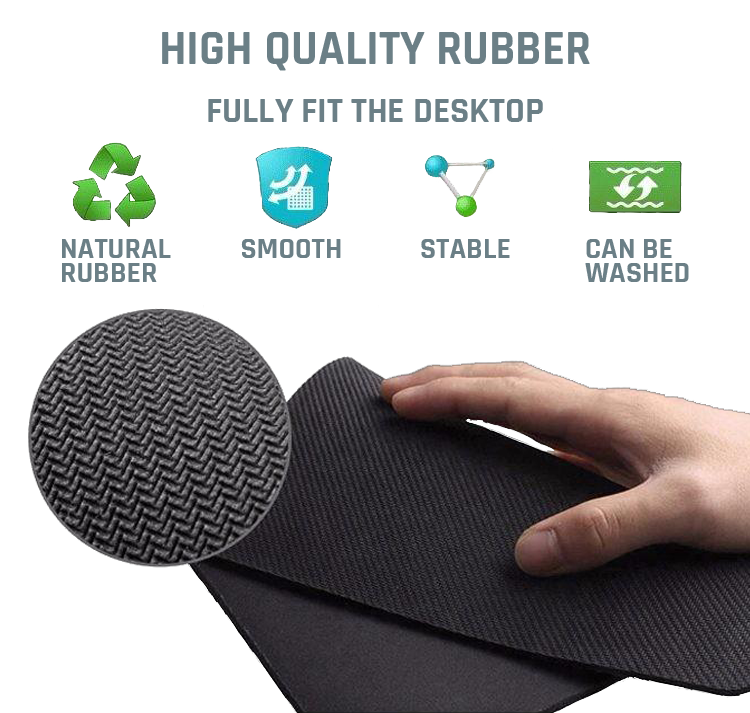 HIGH QUALITY RUBBER
FULLY FIT THE DESKTOP
NATURAL
RUBBER
SMOOTH
STABLE
CAN BE
WASHED